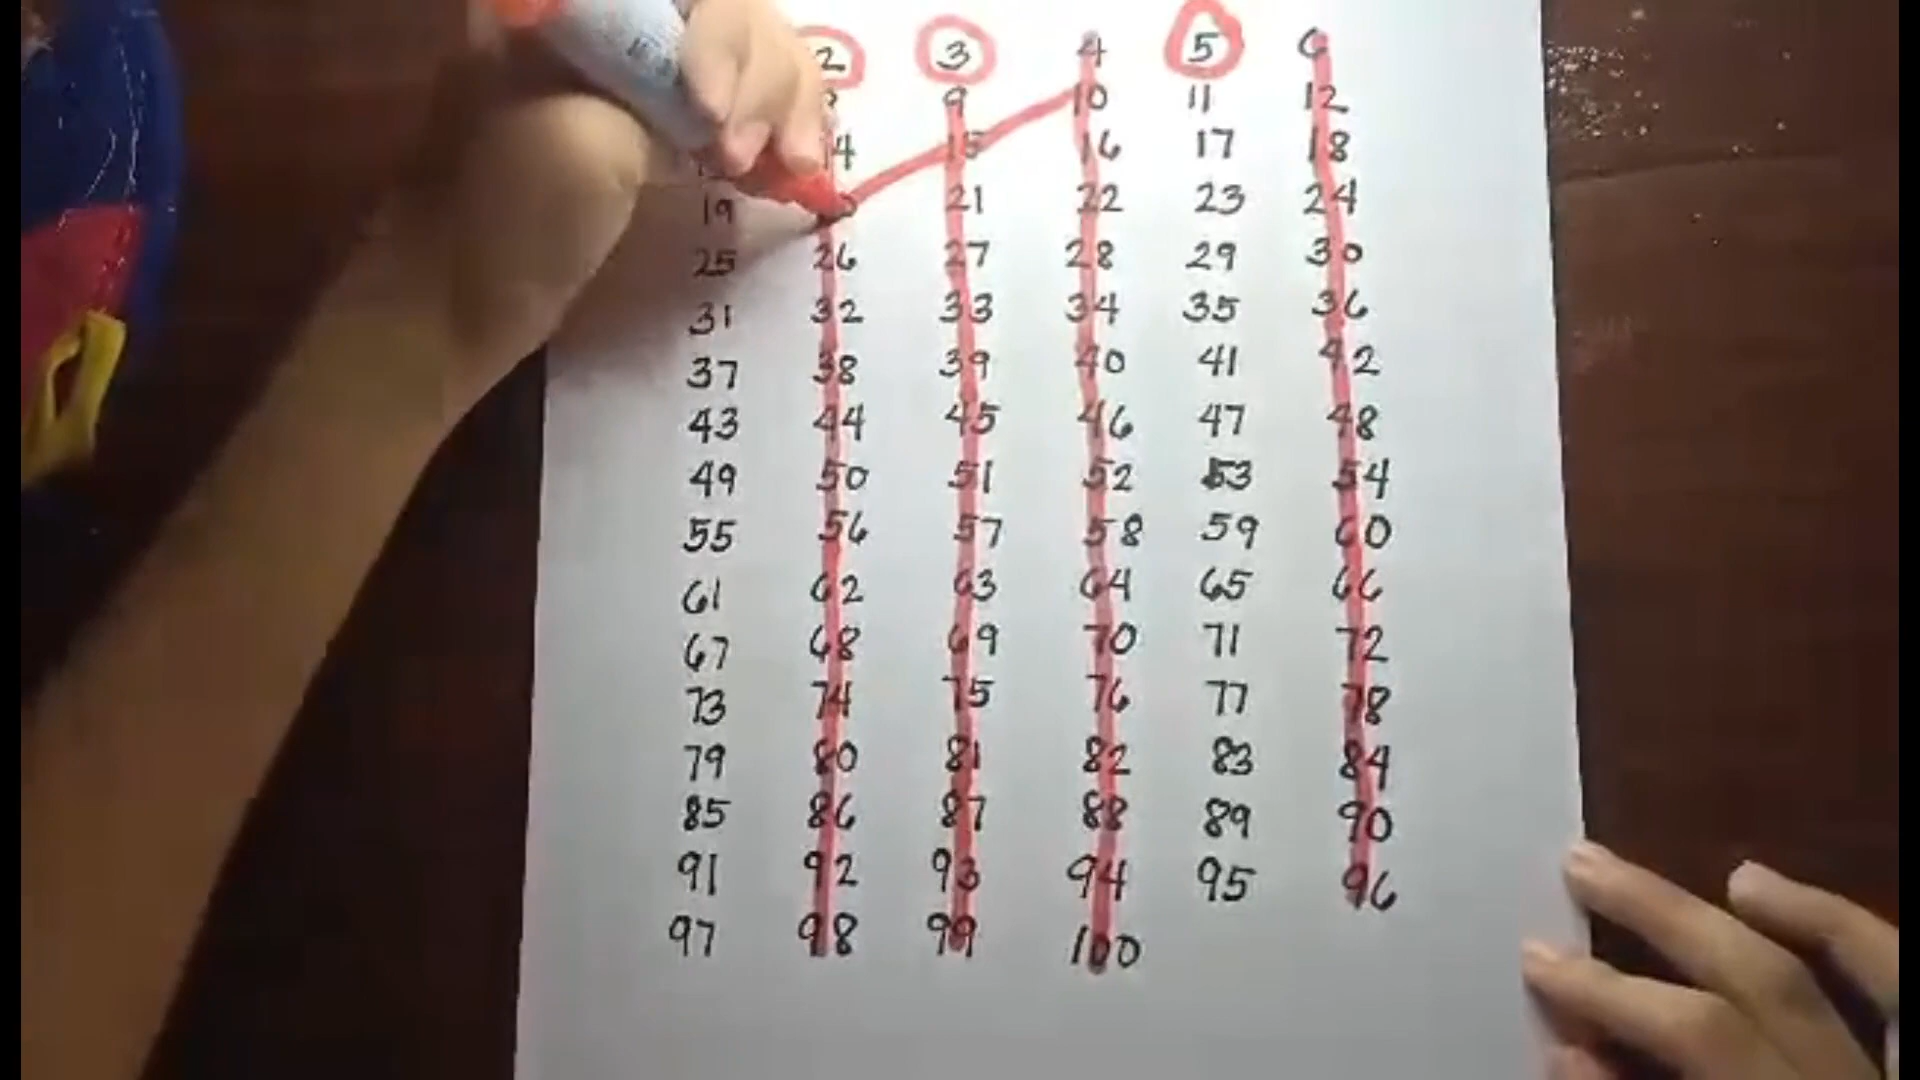 2 3 4 5 6
9 10 11 12
14 15 16 17 18
19 21 22 23 24
25 26 27 28 29 30
31 32 33 34 35 36
37 38 39 40 41 42
43 44 45 46 47 48
49 50 51 52 53 54
55 56 57 58 59 60
61 62 63 64 65 66
67 68 69 70 71 72
73 74 75 76 77 78
79 80 81 82 83 84
85 86 87 88 89 90
91 92 93 94 95 96
97 98 99 100